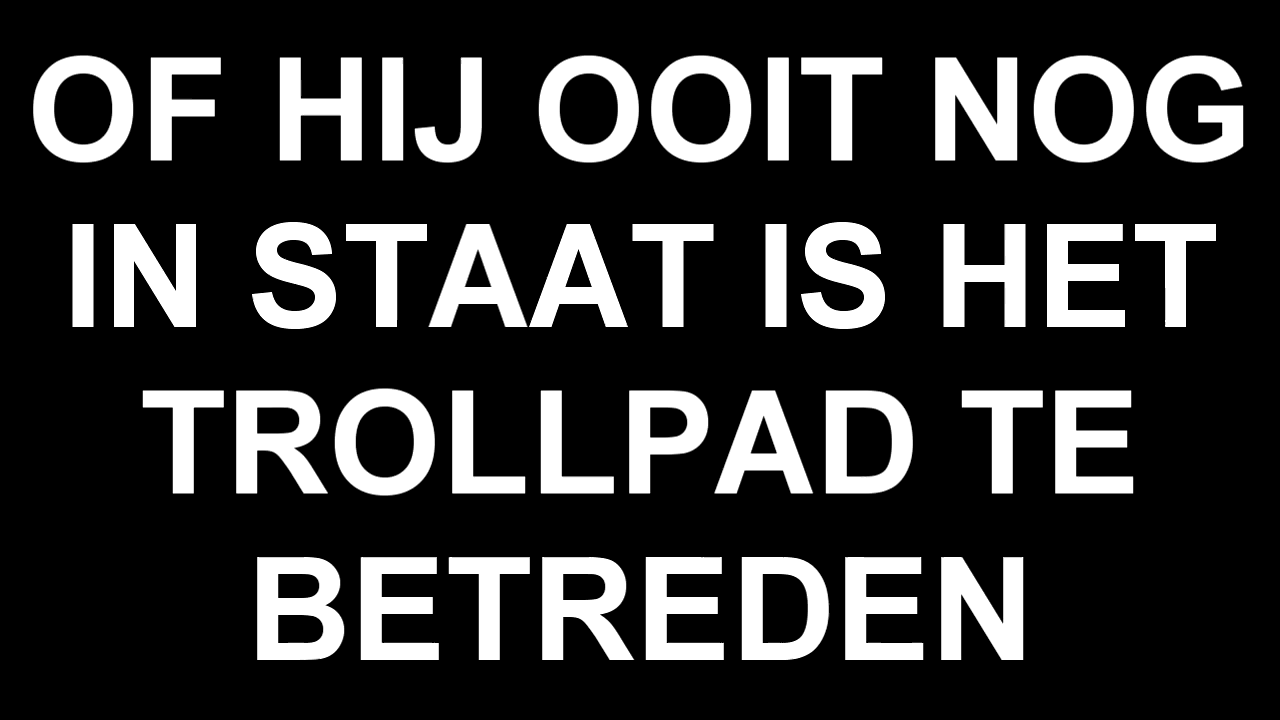 OF HIJ OOIT NOG
IN STAAT IS HET
TROLLPAD TE
BETREDEN